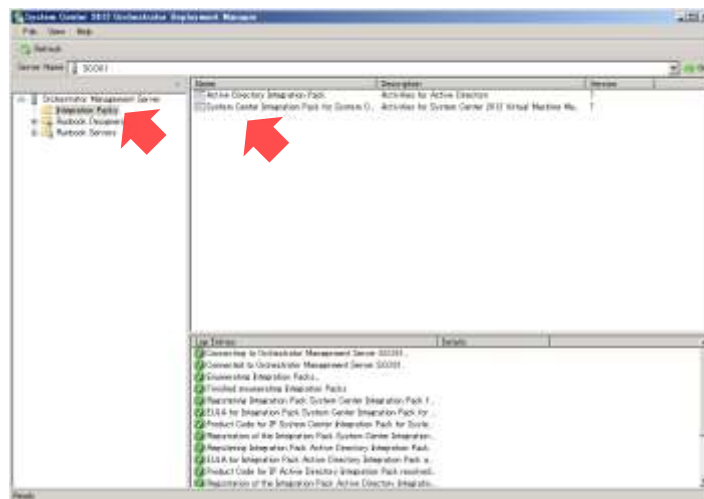 System Center 2012 Orchestrator Deployment Manager
File View Help
Refresh
Server Name
Orchestrator Management Server
Integration Packs
Runbook Designers
Runbook Servers
Name Description Version
Active Directory Integration Pack Activities for Active Directory 7
System Center Integration Pack for System C.. Activities for System Center 2012 Virtual Machine Ma.. 7
Log Entries Details
Connecting to Orchestrator Management Server
Connected to Orchestrator Management Server
Enumerating Integration Packs..
Finished enumerating Integration Packs
Registering Integration Pack System Center Integration Pack f..
EULA for Integration Pack System Center Integration Pack for ..
Product Code for IP System Center Integration Pack for Syste..
Registration of the Integration Pack System Center Integration..
Registering Integration Pack Active Directory Integration Pack.
EULA for Integration Pack Active Directory Integration Pack a..
Product Code for IP Active Directory Integration Pack resolved.
Registration of the Integration Pack Active Directory Integratio..
Ready